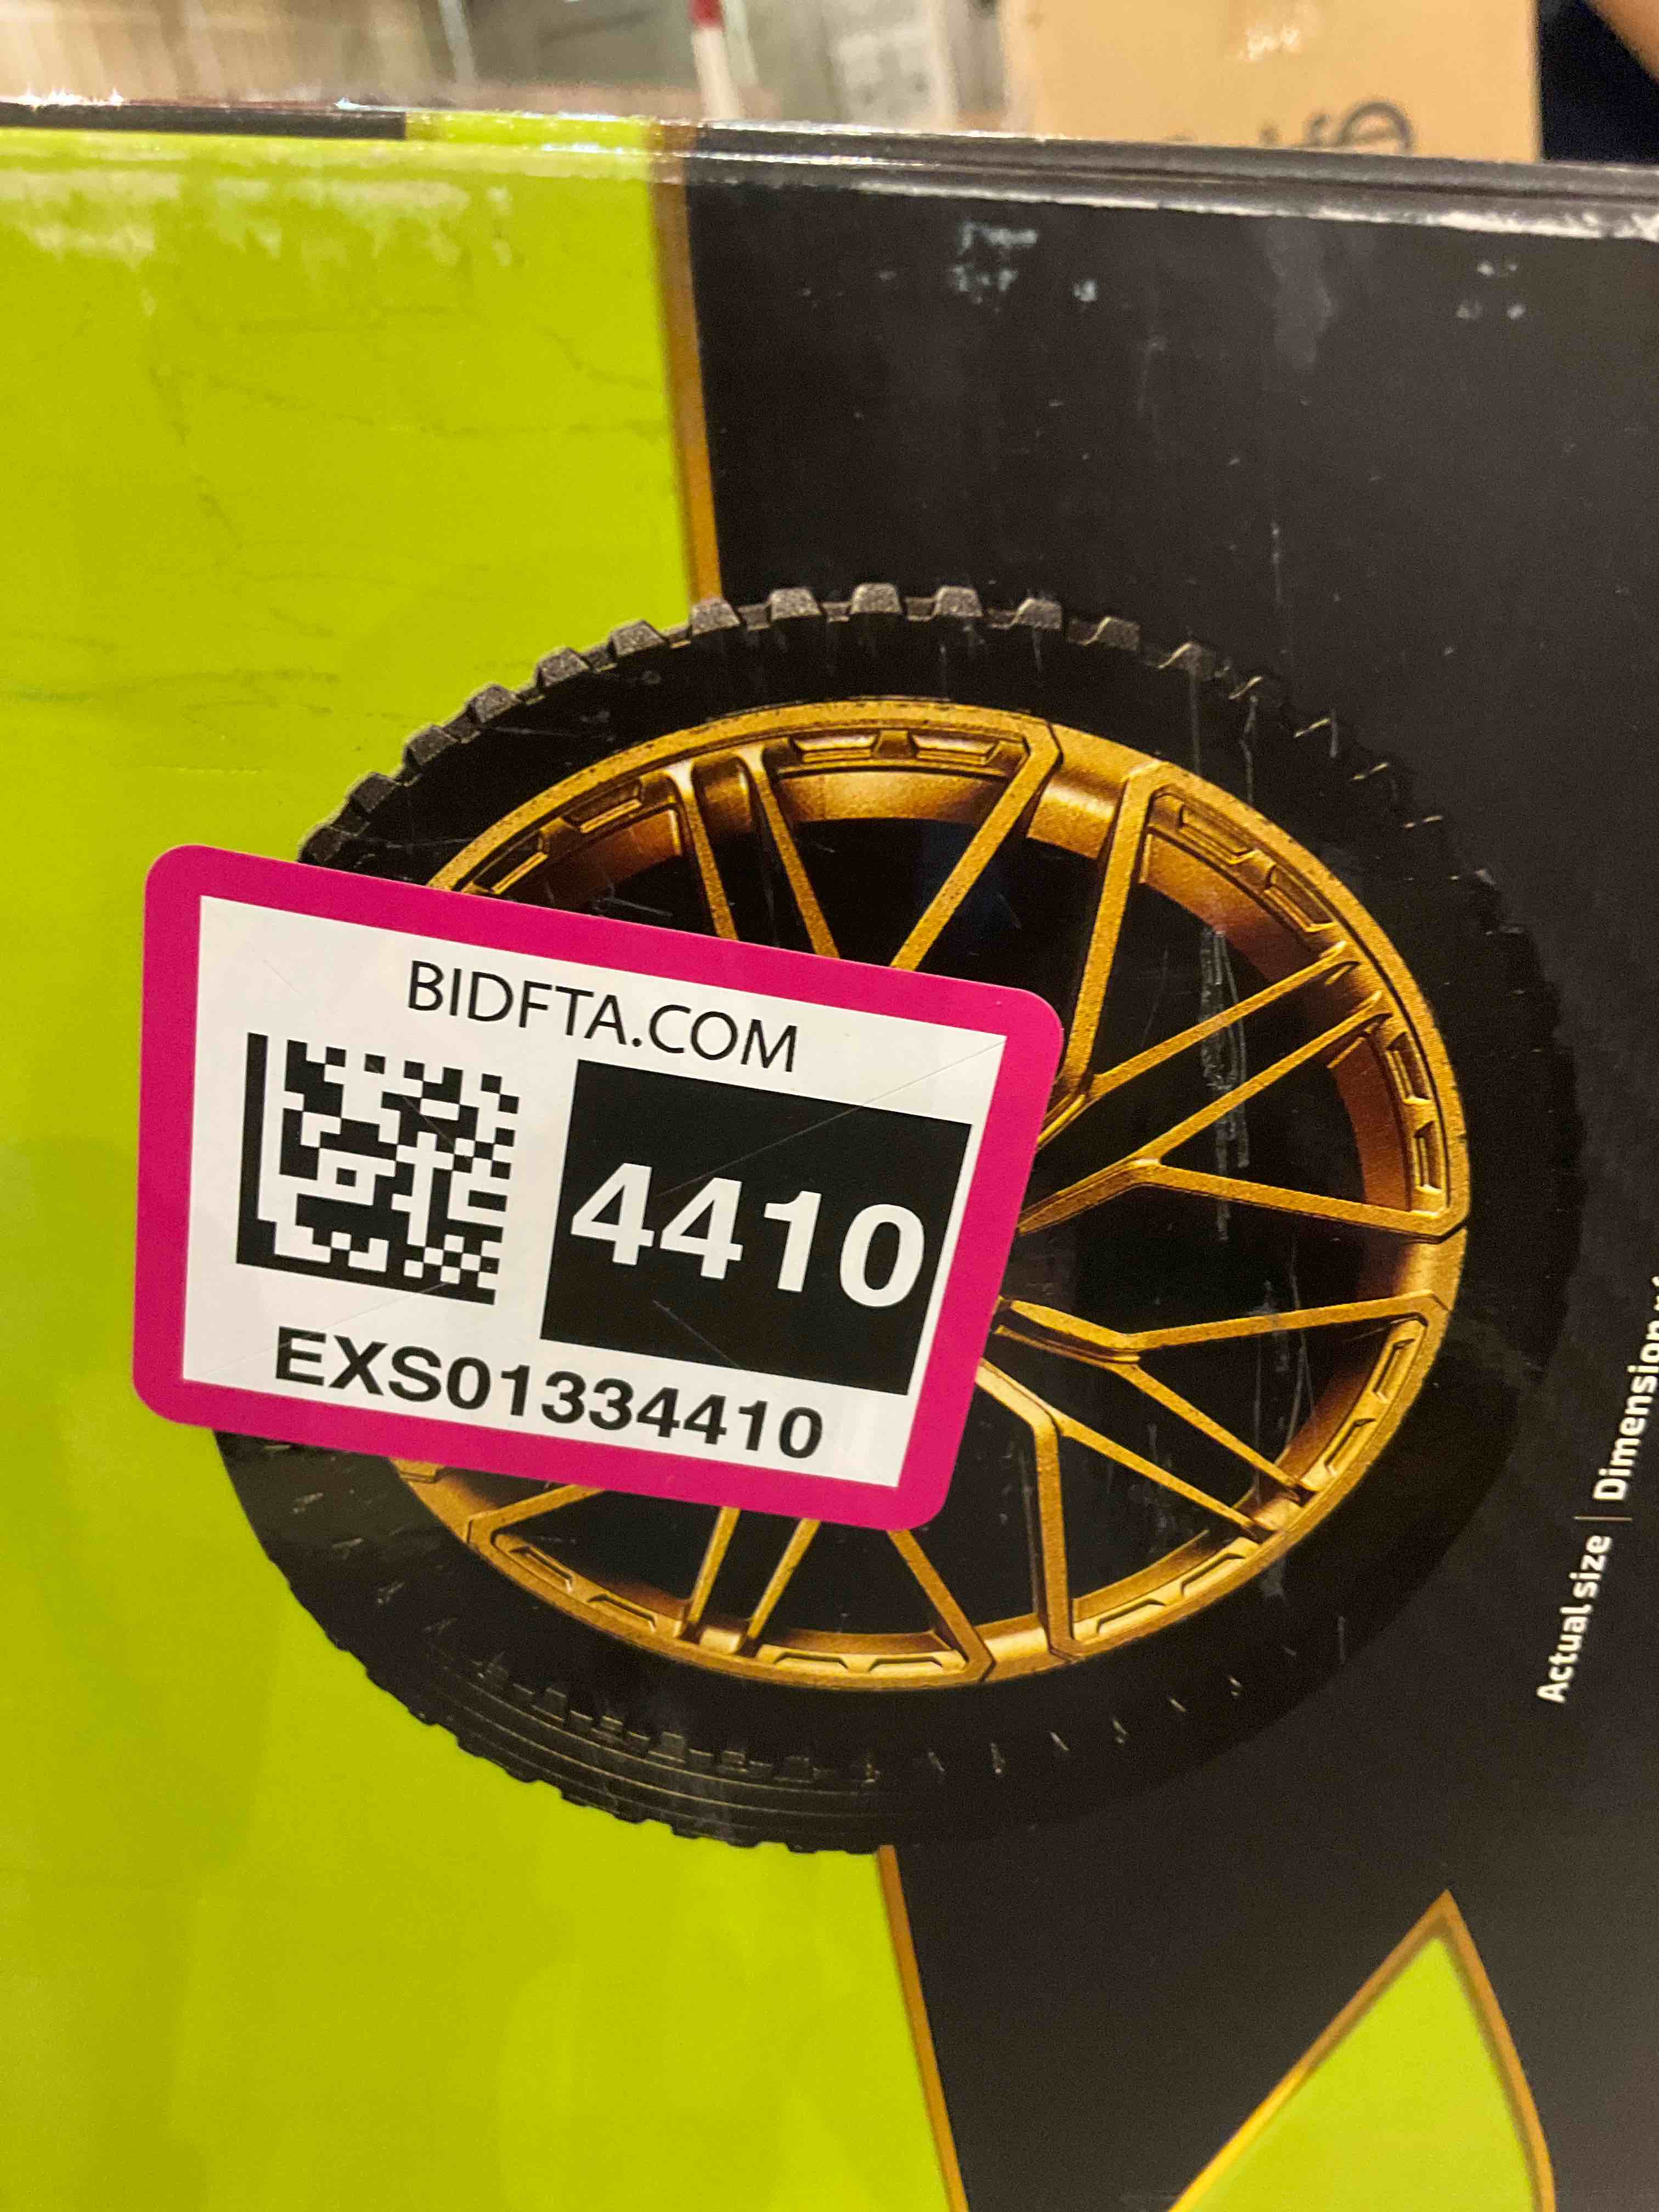 BIDFTA.COM
4410
EXS01334410
Actual size | Dimension